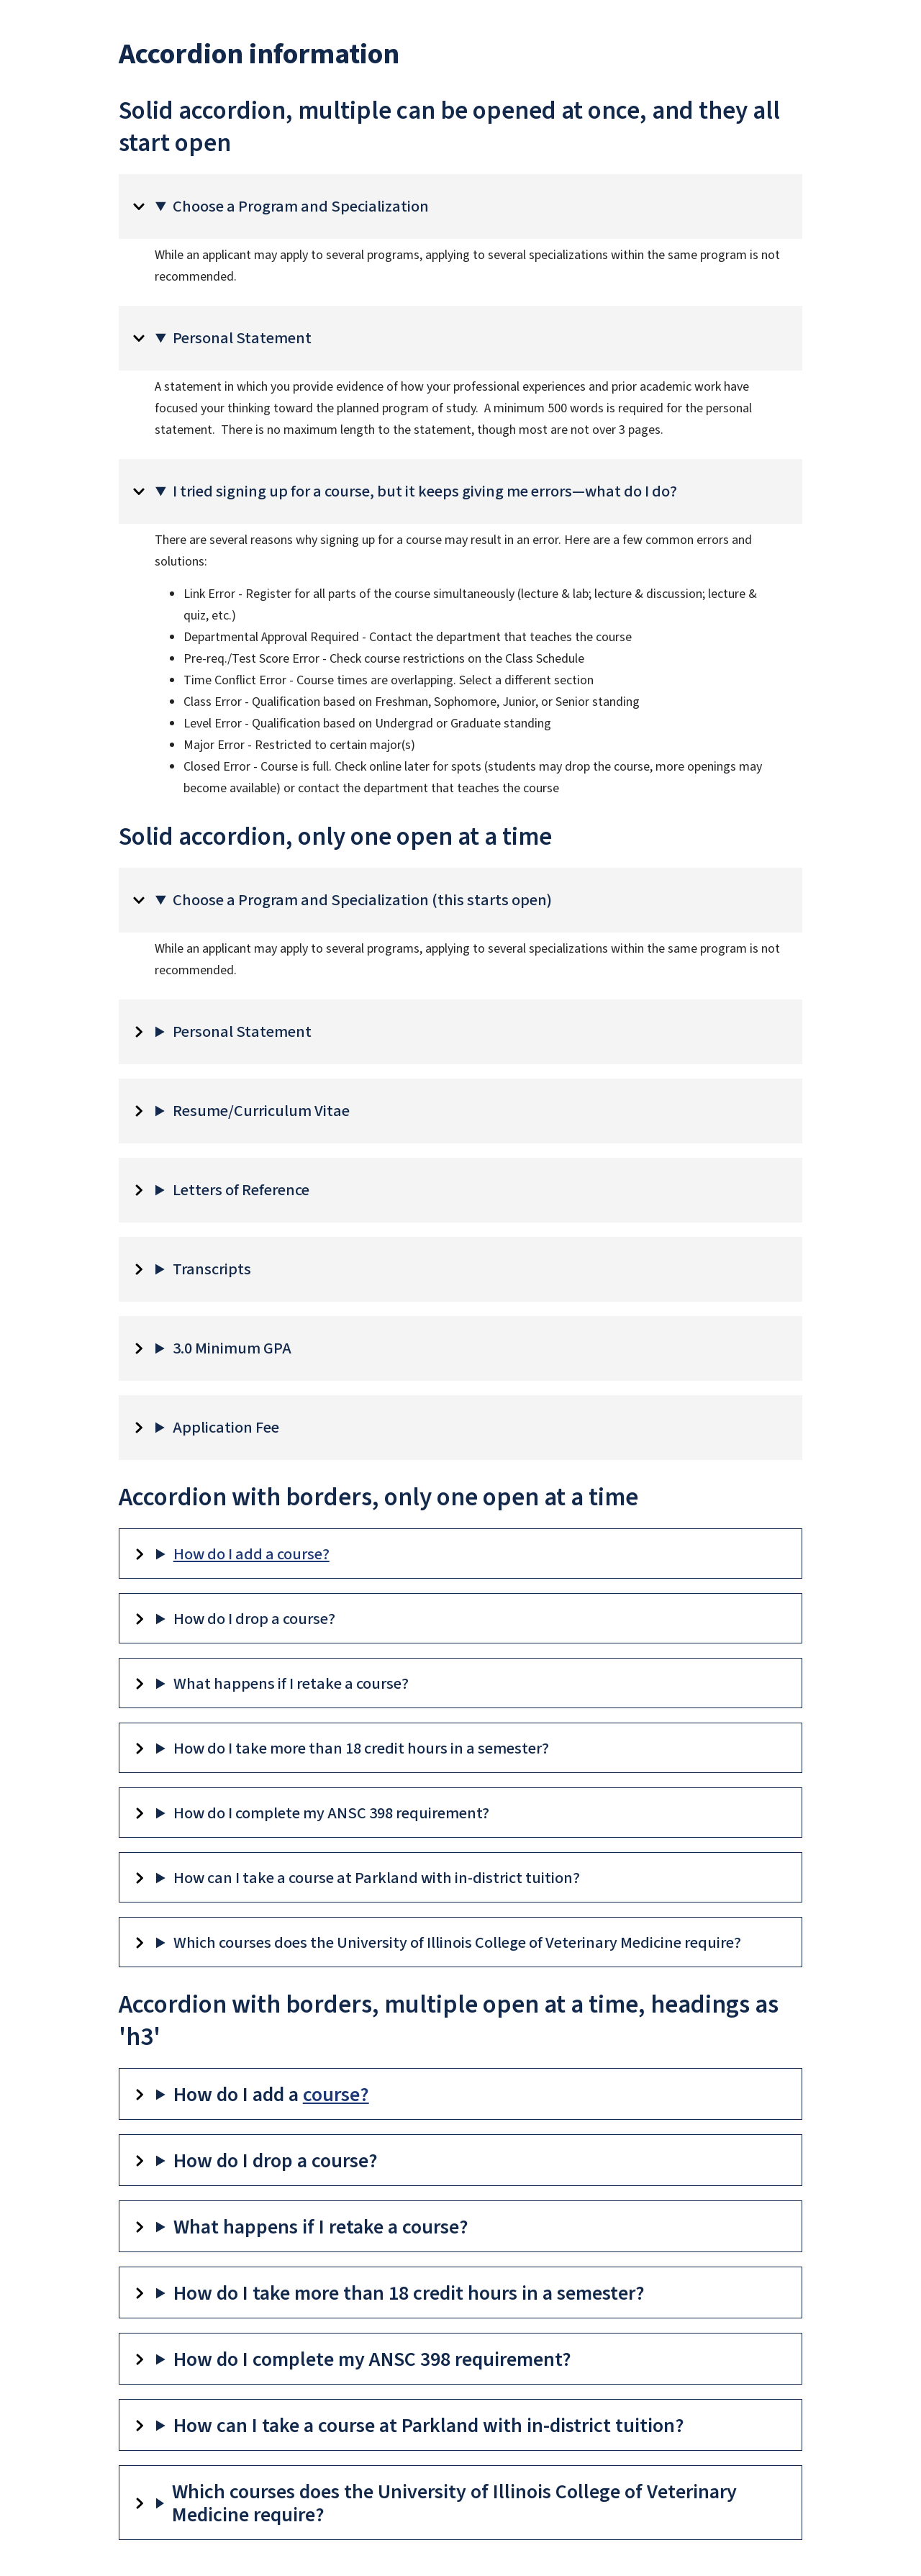 Accordion information
Solid accordion, multiple can be opened at once, and they all
start open
Choose a Program and Specialization
While an applicant may apply to several programs, applying to several specializations within the same program is not
recommended.
Personal Statement
A statement in which you provide evidence of how your professional experiences and prior academic work have
focused your thinking toward the planned program of study.  A minimum 500 words is required for the personal
statement.  There is no maximum length to the statement, though most are not over 3 pages.
I tried signing up for a course, but it keeps giving me errors—what do I do?
There are several reasons why signing up for a course may result in an error. Here are a few common errors and
solutions:
• Link Error - Register for all parts of the course simultaneously (lecture & lab; lecture & discussion; lecture &
quiz, etc.)
• Departmental Approval Required - Contact the department that teaches the course
• Pre-req./Test Score Error - Check course restrictions on the Class Schedule
• Time Conflict Error - Course times are overlapping. Select a different section
• Class Error - Qualification based on Freshman, Sophomore, Junior, or Senior standing
• Level Error - Qualification based on Undergrad or Graduate standing
• Major Error - Restricted to certain major(s)
• Closed Error - Course is full. Check online later for spots (students may drop the course, more openings may
become available) or contact the department that teaches the course
Solid accordion, only one open at a time
Choose a Program and Specialization (this starts open)
While an applicant may apply to several programs, applying to several specializations within the same program is not
recommended.
Personal Statement
Resume/Curriculum Vitae
Letters of Reference
Transcripts
3.0 Minimum GPA
Application Fee
Accordion with borders, only one open at a time
How do I add a course?
How do I drop a course?
What happens if I retake a course?
How do I take more than 18 credit hours in a semester?
How do I complete my ANSC 398 requirement?
How can I take a course at Parkland with in-district tuition?
Which courses does the University of Illinois College of Veterinary Medicine require?
Accordion with borders, multiple open at a time, headings as
'h3'
How do I add a course?
How do I drop a course?
What happens if I retake a course?
How do I take more than 18 credit hours in a semester?
How do I complete my ANSC 398 requirement?
How can I take a course at Parkland with in-district tuition?
Which courses does the University of Illinois College of Veterinary
Medicine require?